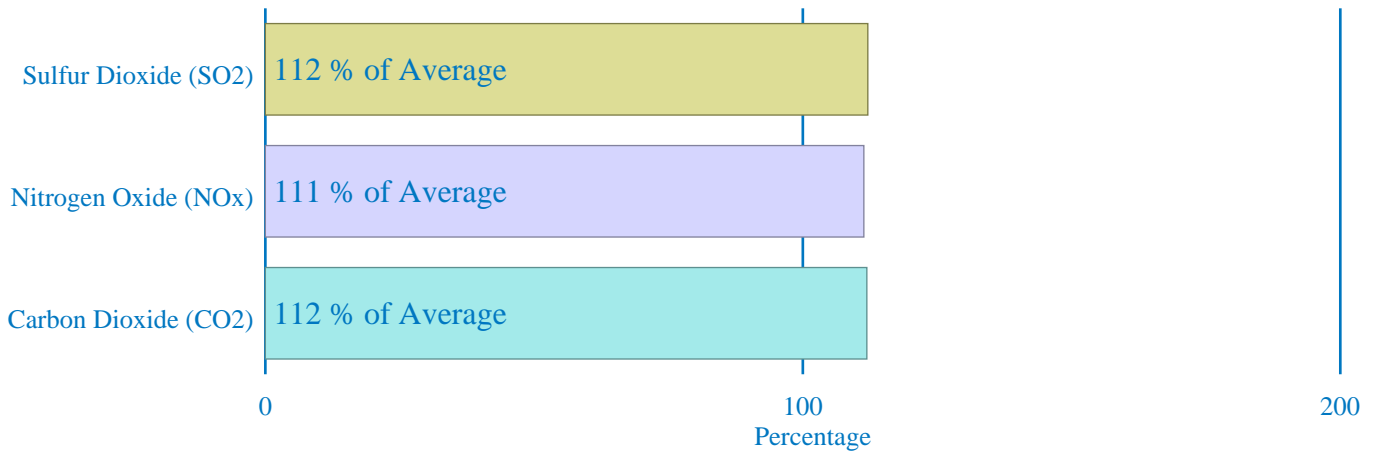 Sulfur Dioxide (SO2)
112 % of Average
Nitrogen Oxide (NOx)
111 % of Average
Carbon Dioxide (CO2)
112 % of Average
0 100 200
Percentage